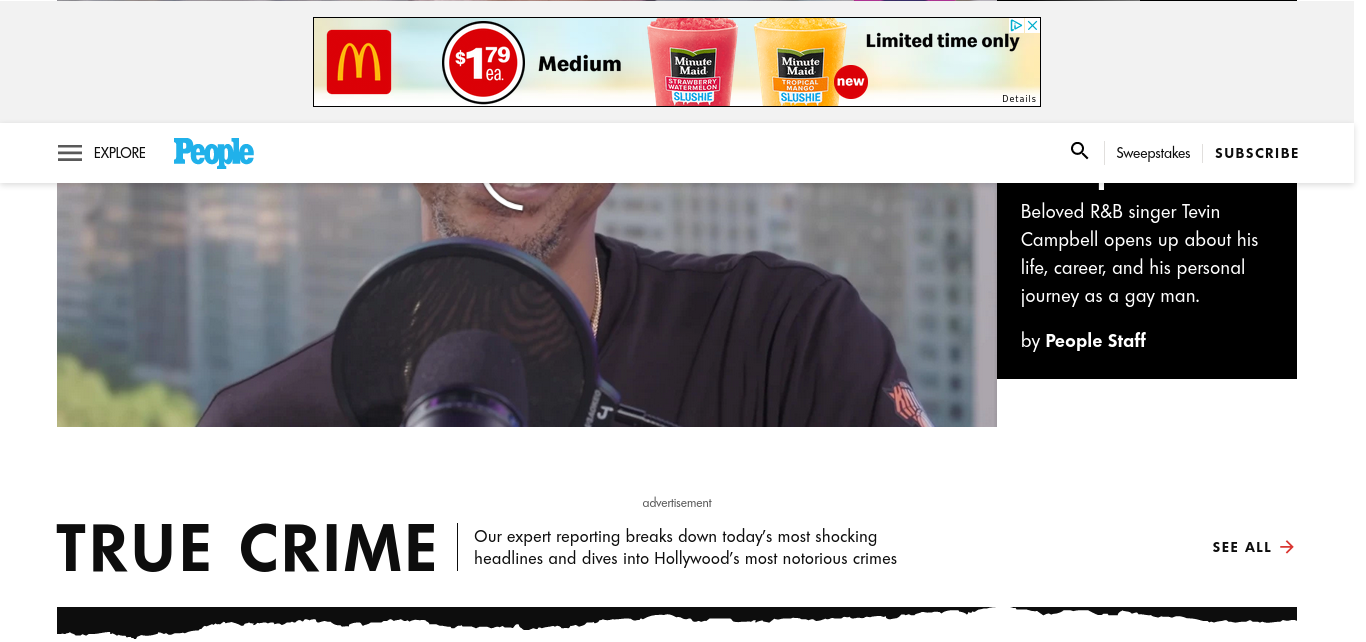 $1.79
ea.
Medium
Minute
Maid
STRAWBERRY
WATERMELON
SLUSHIE
Minute
Maid
TROPICAL
MANGO
SLUSHIE
new
Limited time only
Details
EXPLORE
People
Sweepstakes
SUBSCRIBE
Beloved R&B singer Tevin
Campbell opens up about his
life, career, and his personal
journey as a gay man.
by People Staff
advertisement
TRUE CRIME
Our expert reporting breaks down today's most shocking
headlines and dives into Hollywood's most notorious crimes
SEE ALL